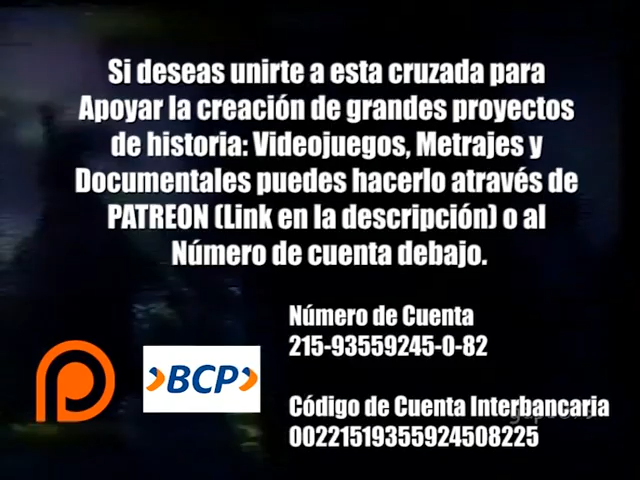 Si deseas unirte a esta cruzada para
Apoyar la creación de grandes proyectos
de historia: Videojuegos, Metrajes y
Documentales puedes hacerlo através de
PATREON (Link en la descripción) o al
Número de cuenta debajo.
Número de Cuenta
215-93559245-0-82
BCP
Código de Cuenta Interbancaria
00221519355924508225